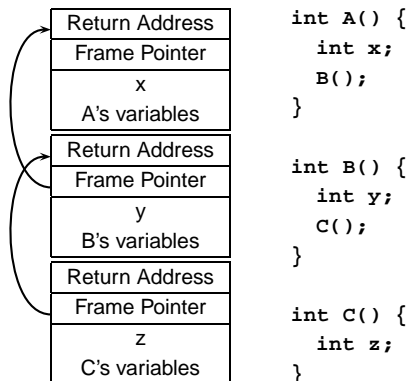 Return Address
Frame Pointer
x
A's variables
Return Address
Frame Pointer
y
B's variables
Return Address
Frame Pointer
z
C's variables
int A() {
  int x;
  B();
}
int B() {
  int y;
  C();
}
int C() {
  int z;
}